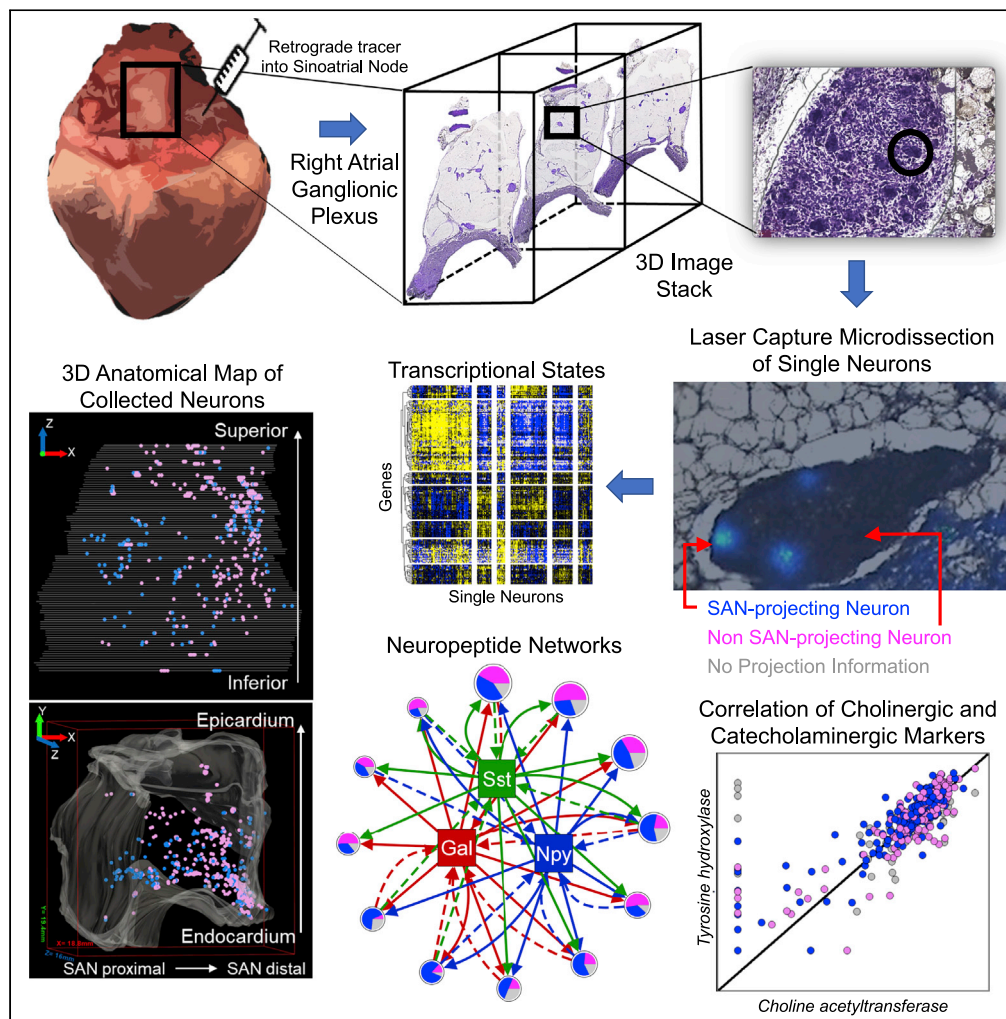 Retrograde tracer
into Sinoatrial Node
Right Atrial
Ganglionic
Plexus
3D Image
Stack
Laser Capture Microdissection
of Single Neurons
3D Anatomical Map of
Collected Neurons
Z
X
Superior
Inferior
Transcriptional States
Genes
Single Neurons
SAN-projecting Neuron
Non SAN-projecting Neuron
No Projection Information
Y
X
Z
Epicardium
Endocardium
Y= 19.4mm
Z= 16mm
SAN proximal
SAN distal
Neuropeptide Networks
Sst
Gal
Npy
Correlation of Cholinergic and
Catecholaminergic Markers
Tyrosine hydroxylase
Choline acetyltransferase